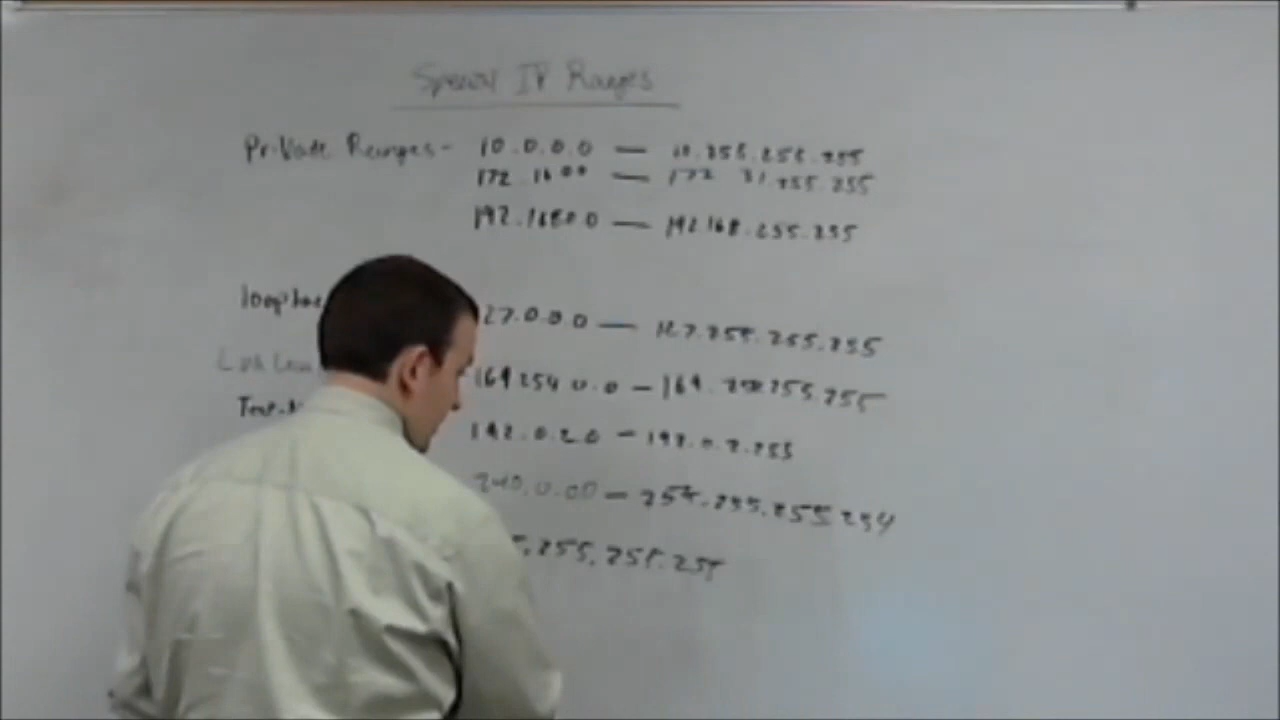 Special IP Ranges
Private Ranges - 10.0.0.0 — 10.255.255.255
172.16.0.0 — 172 31.255.255
192.168.0.0 — 192.168.255.255
27.0.0.0 — 127.255.255.255
169 254 0.0 — 169.254.255.255
192.0.2.0 — 192.0.2.255
240.0.0.0 — 255.255.255.254
255.255.255